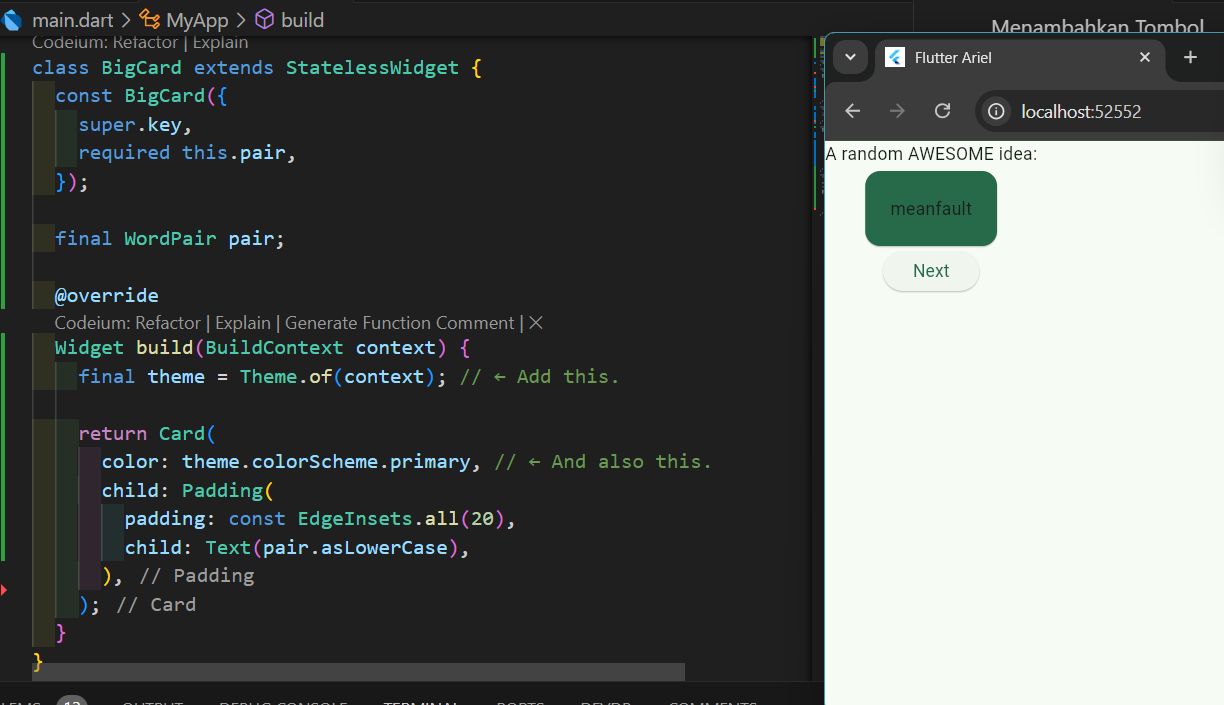 main.dart > MyApp > build
Codeium: Refactor | Explain
class BigCard extends StatelessWidget {
const BigCard({
super.key,
required this.pair,
});
final WordPair pair;
@override
Codeium: Refactor | Explain | Generate Function Comment | ×
Widget build(BuildContext context) {
final theme = Theme.of(context); // ← Add this.
return Card(
color: theme.colorScheme.primary, // ← And also this.
child: Padding(
padding: const EdgeInsets.all(20),
child: Text(pair.asLowerCase),
), // Padding
); // Card
}
}
OUTPUT DEBUG CONSOLE TERMINAL PORTS COMMENTS
Menambahkan Tombol
Flutter Ariel
localhost:52552
A random AWESOME idea:
meanfault
Next